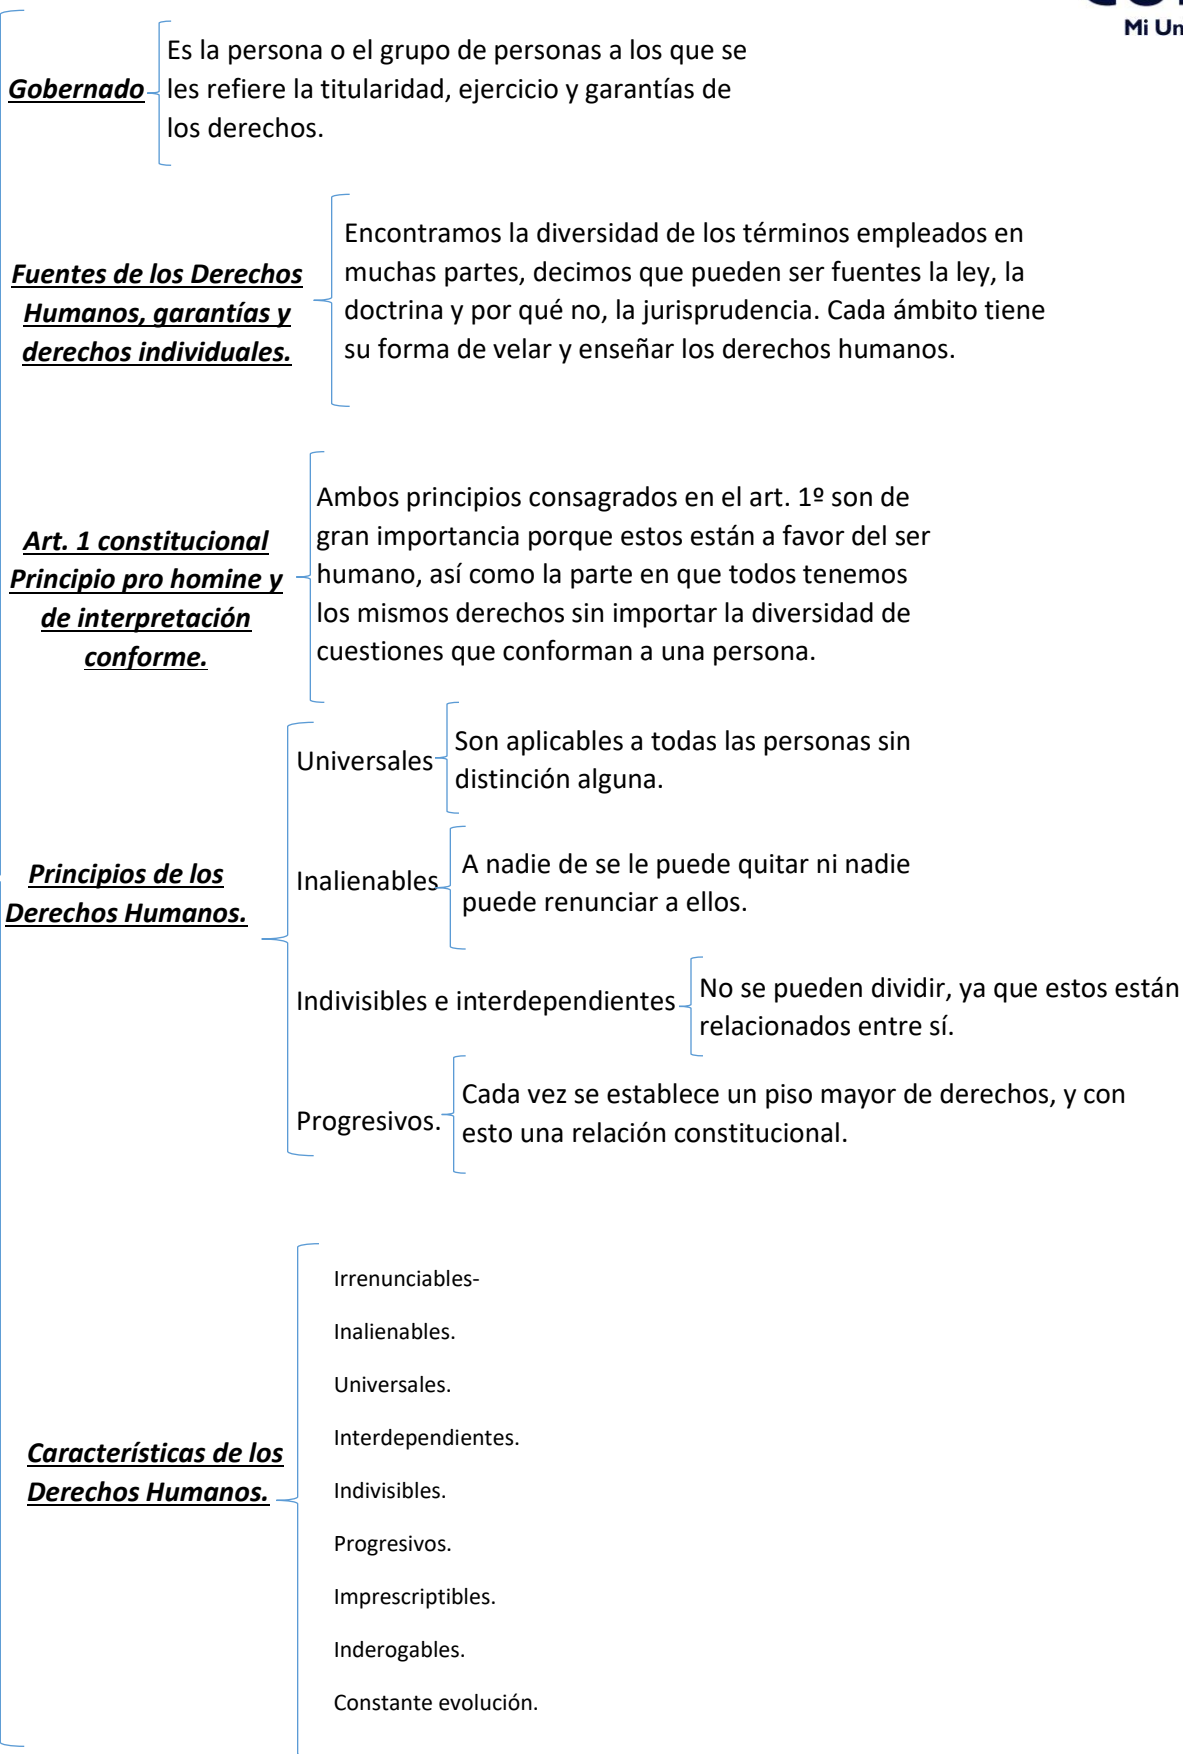 Mi Un
Gobernado
Es la persona o el grupo de personas a los que se
les refiere la titularidad, ejercicio y garantías de
los derechos.
Fuentes de los Derechos
Humanos, garantías y
derechos individuales.
Encontramos la diversidad de los términos empleados en
muchas partes, decimos que pueden ser fuentes la ley, la
doctrina y por qué no, la jurisprudencia. Cada ámbito tiene
su forma de velar y enseñar los derechos humanos.
Art. 1 constitucional
Principio pro homine y
de interpretación
conforme.
Ambos principios consagrados en el art. 1º son de
gran importancia porque estos están a favor del ser
humano, así como la parte en que todos tenemos
los mismos derechos sin importar la diversidad de
cuestiones que conforman a una persona.
Principios de los
Derechos Humanos.
Universales
Son aplicables a todas las personas sin
distinción alguna.
Inalienables
A nadie de se le puede quitar ni nadie
puede renunciar a ellos.
Indivisibles e interdependientes
No se pueden dividir, ya que estos están
relacionados entre sí.
Progresivos.
Cada vez se establece un piso mayor de derechos, y con
esto una relación constitucional.
Características de los
Derechos Humanos.
Irrenunciables-
Inalienables.
Universales.
Interdependientes.
Indivisibles.
Progresivos.
Imprescriptibles.
Inderogables.
Constante evolución.